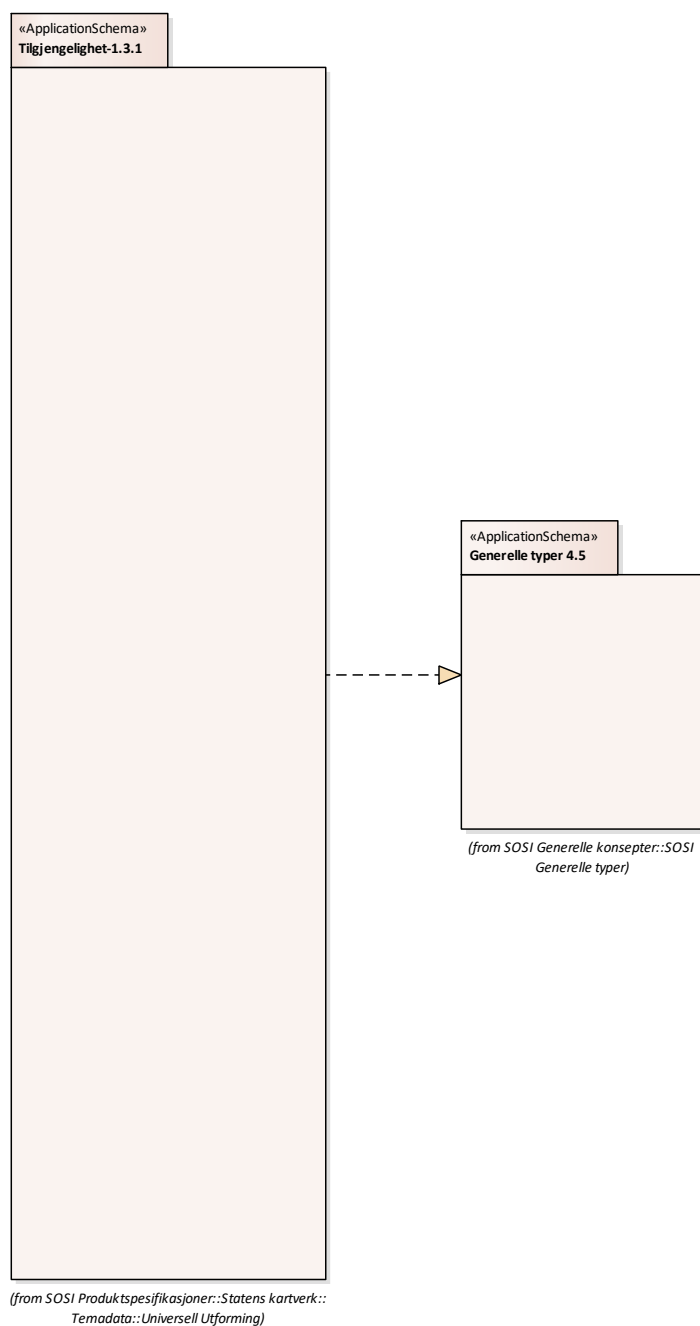 «ApplicationSchema»
Tilgjengelighet-1.3.1
«ApplicationSchema»
Generelle typer 4.5
(from SOSI Generelle konsepter::SOSI
Generelle typer)
(from SOSI Produktspesifikasjoner::Statens kartverk::
Temadata::Universell Utforming)